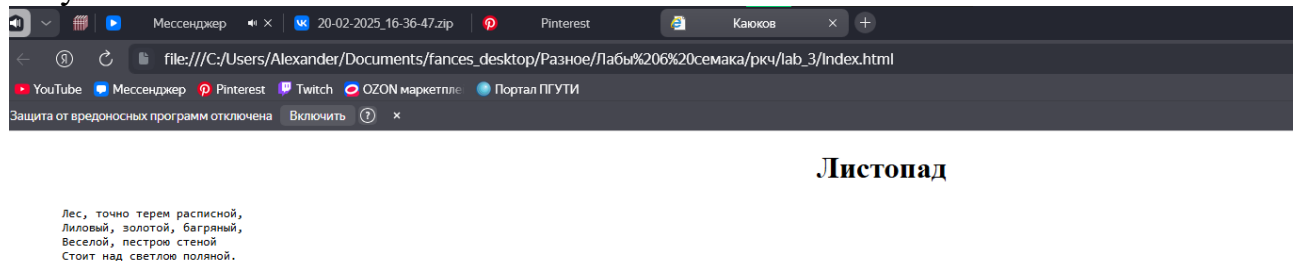 Мессенджер
20-02-2025_16-36-47.zip
Pinterest
Каюков
file:///C:/Users/Alexander/Documents/fances_desktop/Разное/Лабы%206%20семака/ркч/lab_3/Index.html
YouTube Мессенджер Pinterest Twitch OZON маркетпле Портал ПГУТИ
Защита от вредоносных программ отключена Включить
Листопад
Лес, точно терем расписной,
Лиловый, золотой, багряный,
Веселой, пестрою стеной
Стоит над светлою поляной.